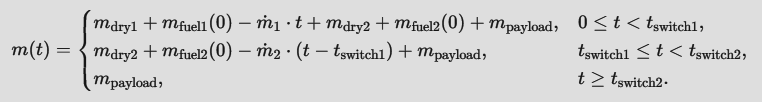 m(t) = { m_dry1 + m_fuel1(0) − ṁ_1 · t + m_dry2 + m_fuel2(0) + m_payload, 0 ≤ t < t_switch1,
m_dry2 + m_fuel2(0) − ṁ_2 · (t − t_switch1) + m_payload, t_switch1 ≤ t < t_switch2,
m_payload, t ≥ t_switch2.